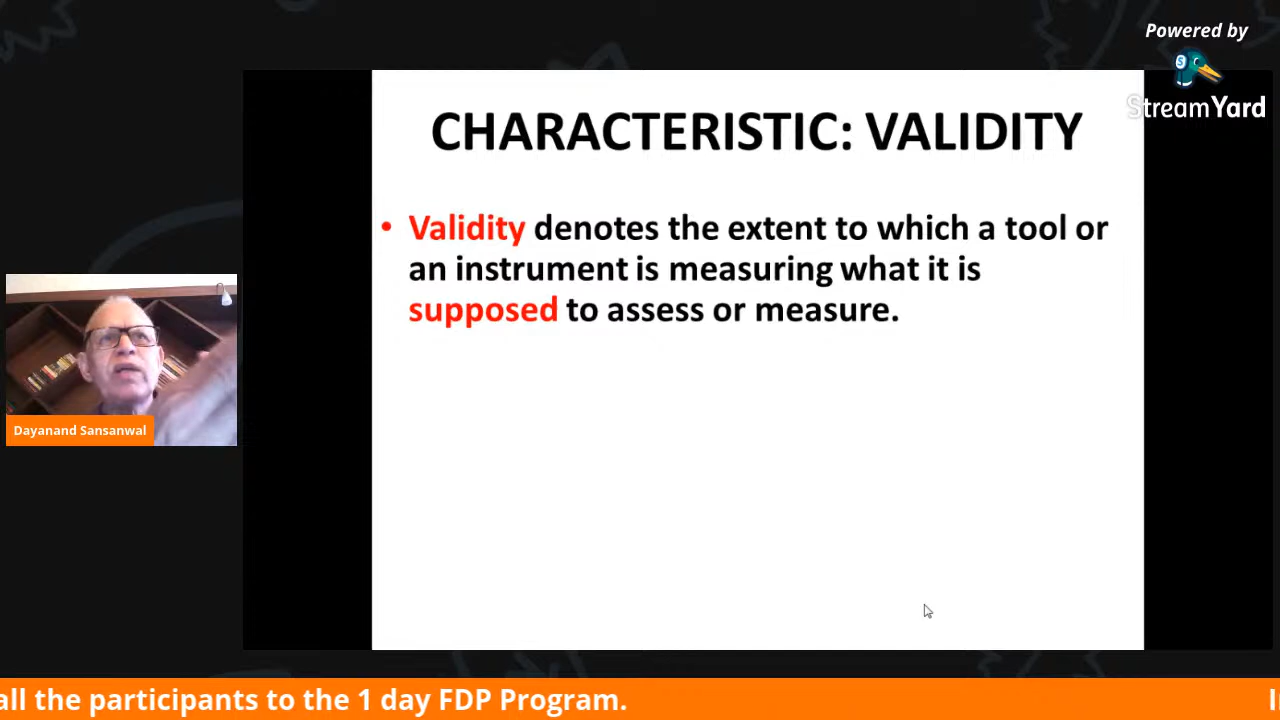 Powered by
S
StreamYard
CHARACTERISTIC: VALIDITY
• Validity denotes the extent to which a tool or
an instrument is measuring what it is
supposed to assess or measure.
Dayanand Sansanwal
all the participants to the 1 day FDP Program.